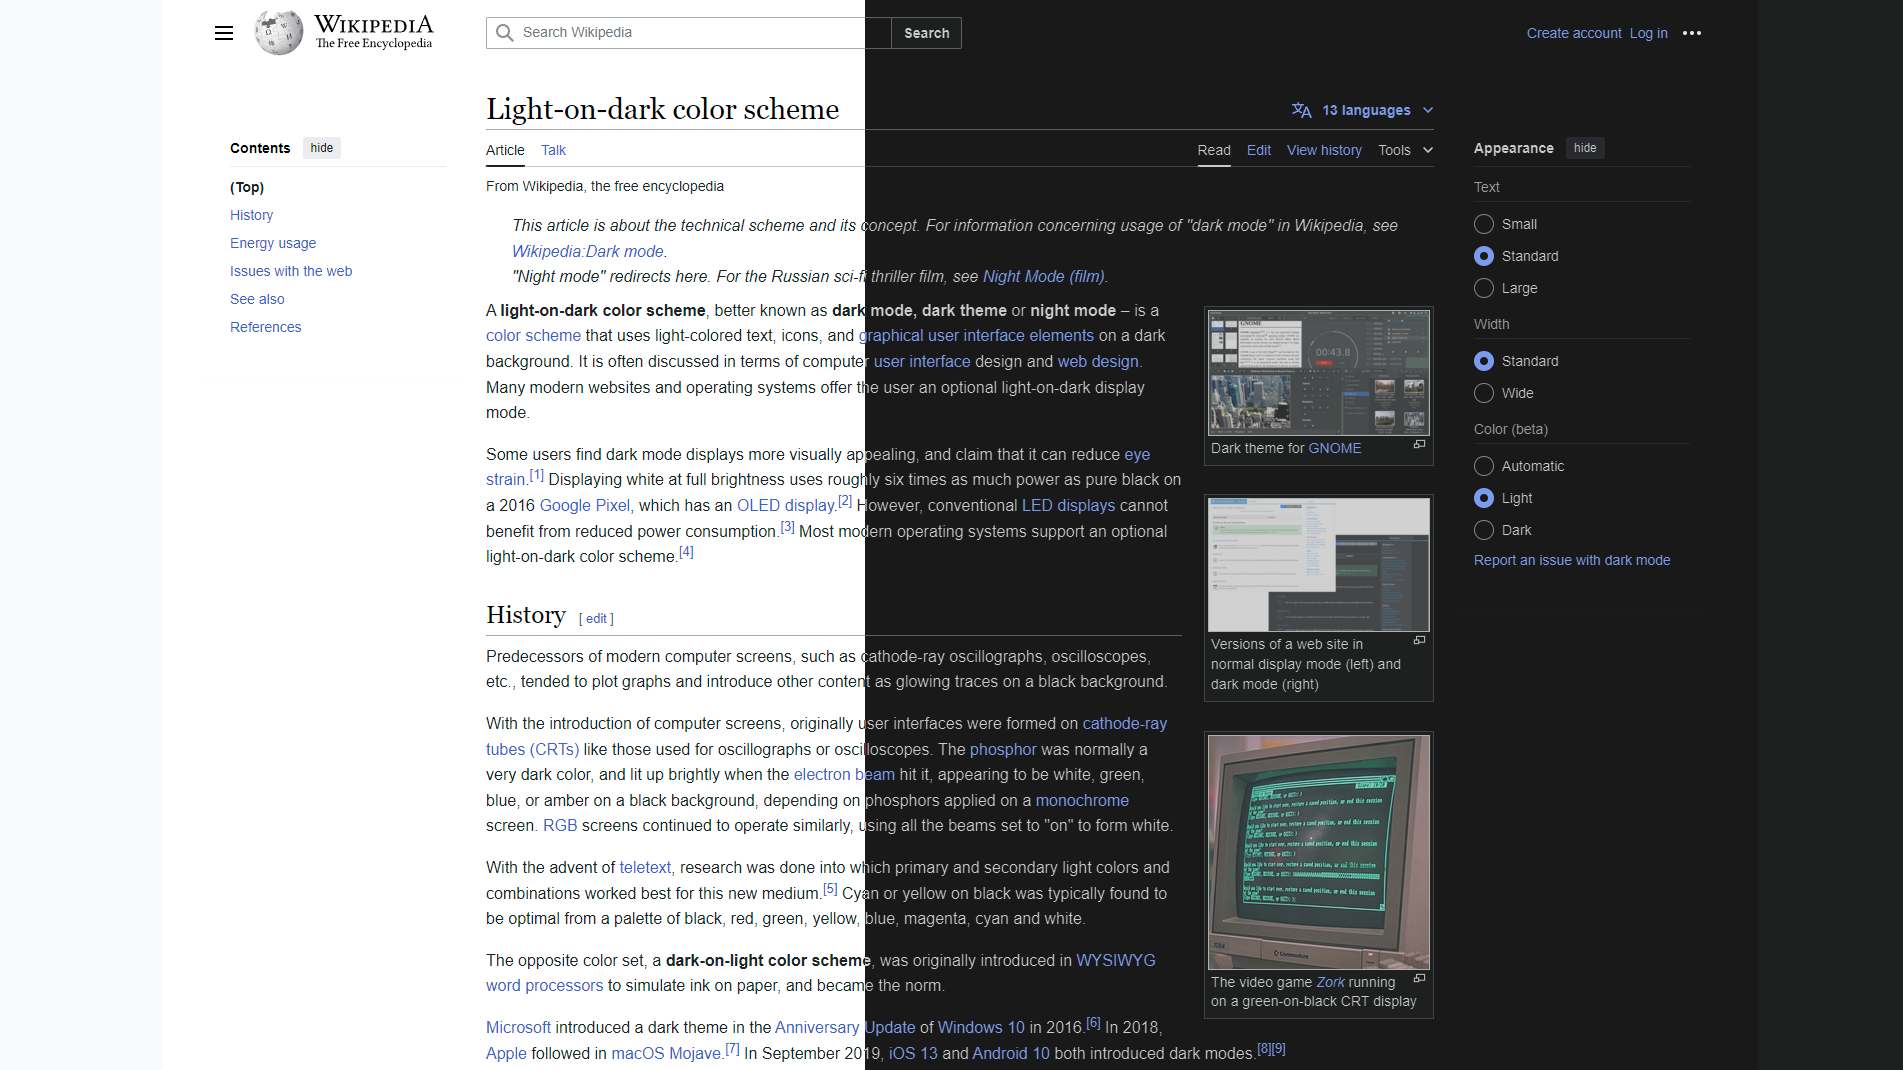 WIKIPEDIA
The Free Encyclopedia
Search Wikipedia
Search
Create account Log in
Light-on-dark color scheme
13 languages
Article Talk
Read Edit View history Tools
From Wikipedia, the free encyclopedia
Contents hide
(Top)
History
Energy usage
Issues with the web
See also
References
This article is about the technical scheme and its concept. For information concerning usage of "dark mode" in Wikipedia, see
Wikipedia:Dark mode.
"Night mode" redirects here. For the Russian sci-fi thriller film, see Night Mode (film).
A light-on-dark color scheme, better known as dark mode, dark theme or night mode – is a
color scheme that uses light-colored text, icons, and graphical user interface elements on a dark
background. It is often discussed in terms of computer user interface design and web design.
Many modern websites and operating systems offer the user an optional light-on-dark display
mode.
Some users find dark mode displays more visually appealing, and claim that it can reduce eye
strain.[1] Displaying white at full brightness uses roughly six times as much power as pure black on
a 2016 Google Pixel, which has an OLED display.[2] However, conventional LED displays cannot
benefit from reduced power consumption.[3] Most modern operating systems support an optional
light-on-dark color scheme.[4]
History [ edit ]
Predecessors of modern computer screens, such as cathode-ray oscillographs, oscilloscopes,
etc., tended to plot graphs and introduce other content as glowing traces on a black background.
With the introduction of computer screens, originally user interfaces were formed on cathode-ray
tubes (CRTs) like those used for oscillographs or oscilloscopes. The phosphor was normally a
very dark color, and lit up brightly when the electron beam hit it, appearing to be white, green,
blue, or amber on a black background, depending on phosphors applied on a monochrome
screen. RGB screens continued to operate similarly, using all the beams set to "on" to form white.
With the advent of teletext, research was done into which primary and secondary light colors and
combinations worked best for this new medium.[5] Cyan or yellow on black was typically found to
be optimal from a palette of black, red, green, yellow, blue, magenta, cyan and white.
The opposite color set, a dark-on-light color scheme, was originally introduced in WYSIWYG
word processors to simulate ink on paper, and became the norm.
Microsoft introduced a dark theme in the Anniversary Update of Windows 10 in 2016.[6] In 2018,
Apple followed in macOS Mojave.[7] In September 2019, iOS 13 and Android 10 both introduced dark modes.[8][9]
GNOME
00:43.8
Dark theme for GNOME
Versions of a web site in
normal display mode (left) and
dark mode (right)
Commodore
The video game Zork running
on a green-on-black CRT display
Appearance hide
Text
Small
Standard
Large
Width
Standard
Wide
Color (beta)
Automatic
Light
Dark
Report an issue with dark mode